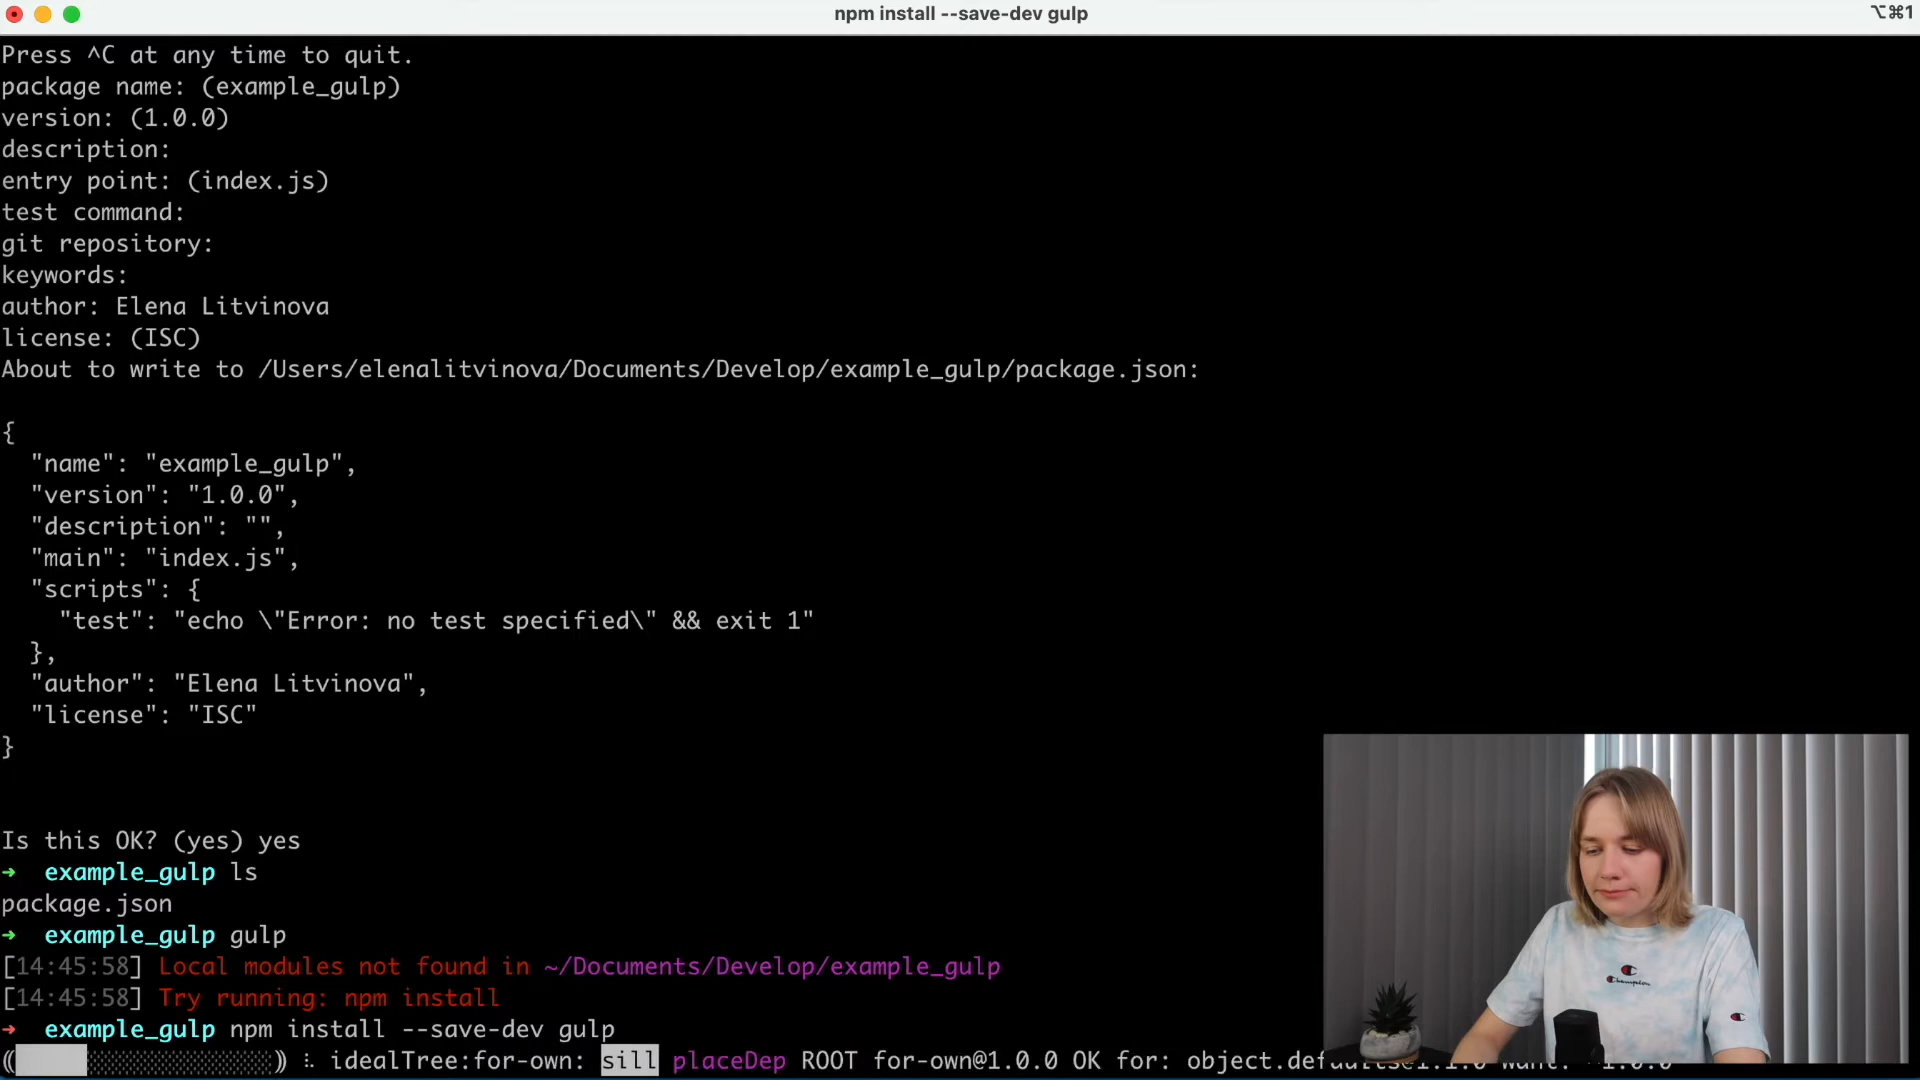 npm install --save-dev gulp
⌥⌘1
Press ^C at any time to quit.
package name: (example_gulp)
version: (1.0.0)
description:
entry point: (index.js)
test command:
git repository:
keywords:
author: Elena Litvinova
license: (ISC)
About to write to /Users/elenalitvinova/Documents/Develop/example_gulp/package.json:
{
"name": "example_gulp",
"version": "1.0.0",
"description": "",
"main": "index.js",
"scripts": {
"test": "echo \"Error: no test specified\" && exit 1"
},
"author": "Elena Litvinova",
"license": "ISC"
}
Is this OK? (yes) yes
➜ example_gulp ls
package.json
➜ example_gulp gulp
[14:45:58] Local modules not found in ~/Documents/Develop/example_gulp
[14:45:58] Try running: npm install
➜ example_gulp npm install --save-dev gulp
idealTree:for-own: sill placeDep ROOT for-own@1.0.0 OK for:
Champion